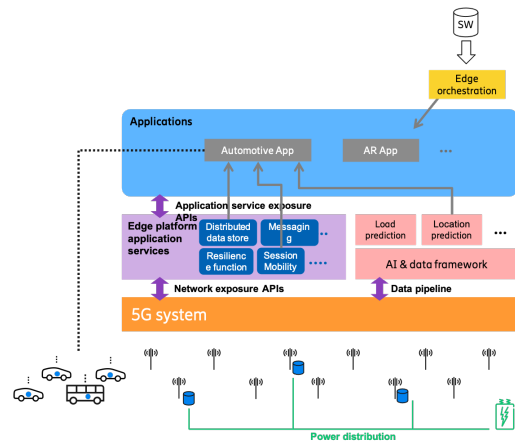 SW
Edge
orchestration
Applications
Automotive App
AR App
...
Application service exposure
APIs
Edge platform
application
services
Distributed
data store
Messagin
g
Resilienc
e function
Session
Mobility
Load
prediction
Location
prediction
...
AI & data framework
Network exposure APIs
Data pipeline
5G system
Power distribution